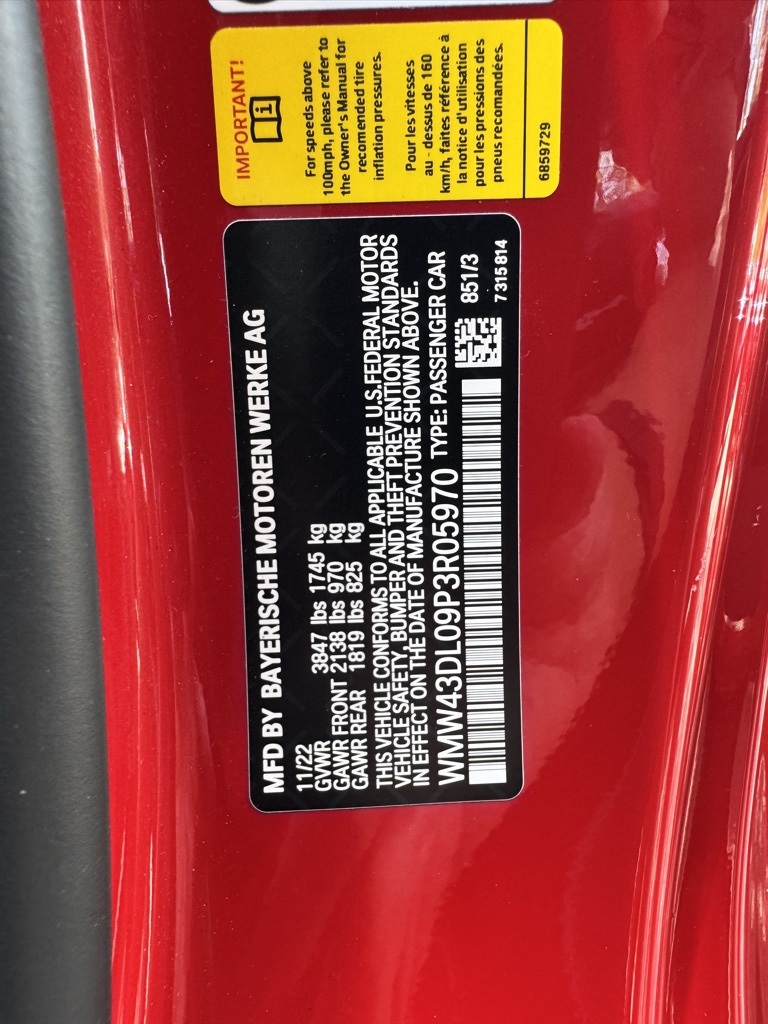 MFD BY BAYERISCHE MOTOREN WERKE AG
11/22
GVWR 3847 lbs 1745 kg
GAWR FRONT 2138 lbs 970 kg
GAWR REAR 1819 lbs 825 kg
THIS VEHICLE CONFORMS TO ALL APPLICABLE U.S.FEDERAL MOTOR
VEHICLE SAFETY, BUMPER AND THEFT PREVENTION STANDARDS
IN EFFECT ON THE DATE OF MANUFACTURE SHOWN ABOVE.
WMW43DL09P3R05970 TYPE: PASSENGER CAR
851/3
7 315 814
IMPORTANT!
For speeds above
100mph, please refer to
the Owner's Manual for
recomended tire
inflation pressures.
Pour les vitesses
au - dessus de 160
km/h, faites référence à
la notice d'utilisation
pour les pressions des
pneus recomandées.
6859729